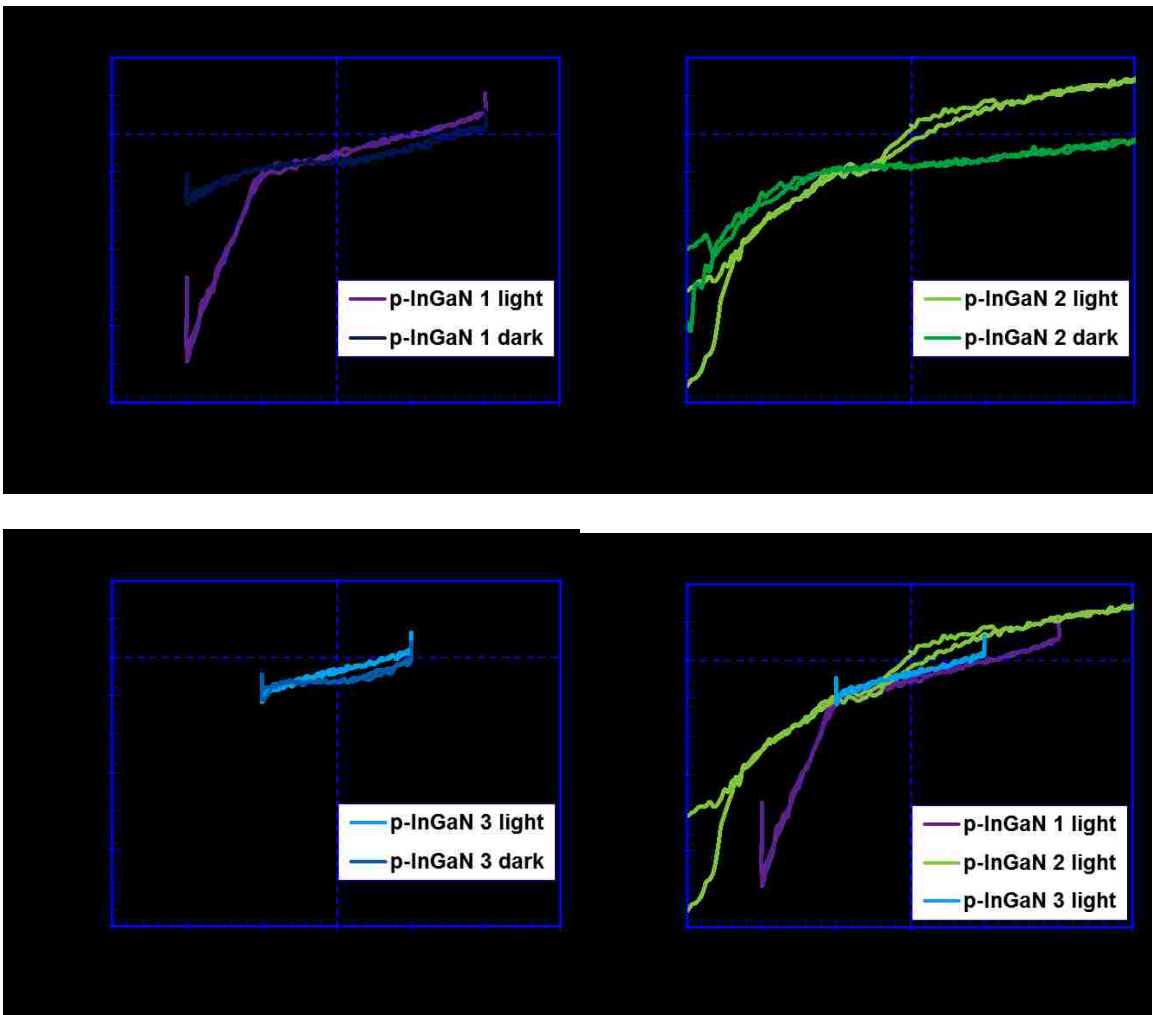 p-InGaN 1 light
p-InGaN 1 dark
p-InGaN 2 light
p-InGaN 2 dark
p-InGaN 3 light
p-InGaN 3 dark
p-InGaN 1 light
p-InGaN 2 light
p-InGaN 3 light